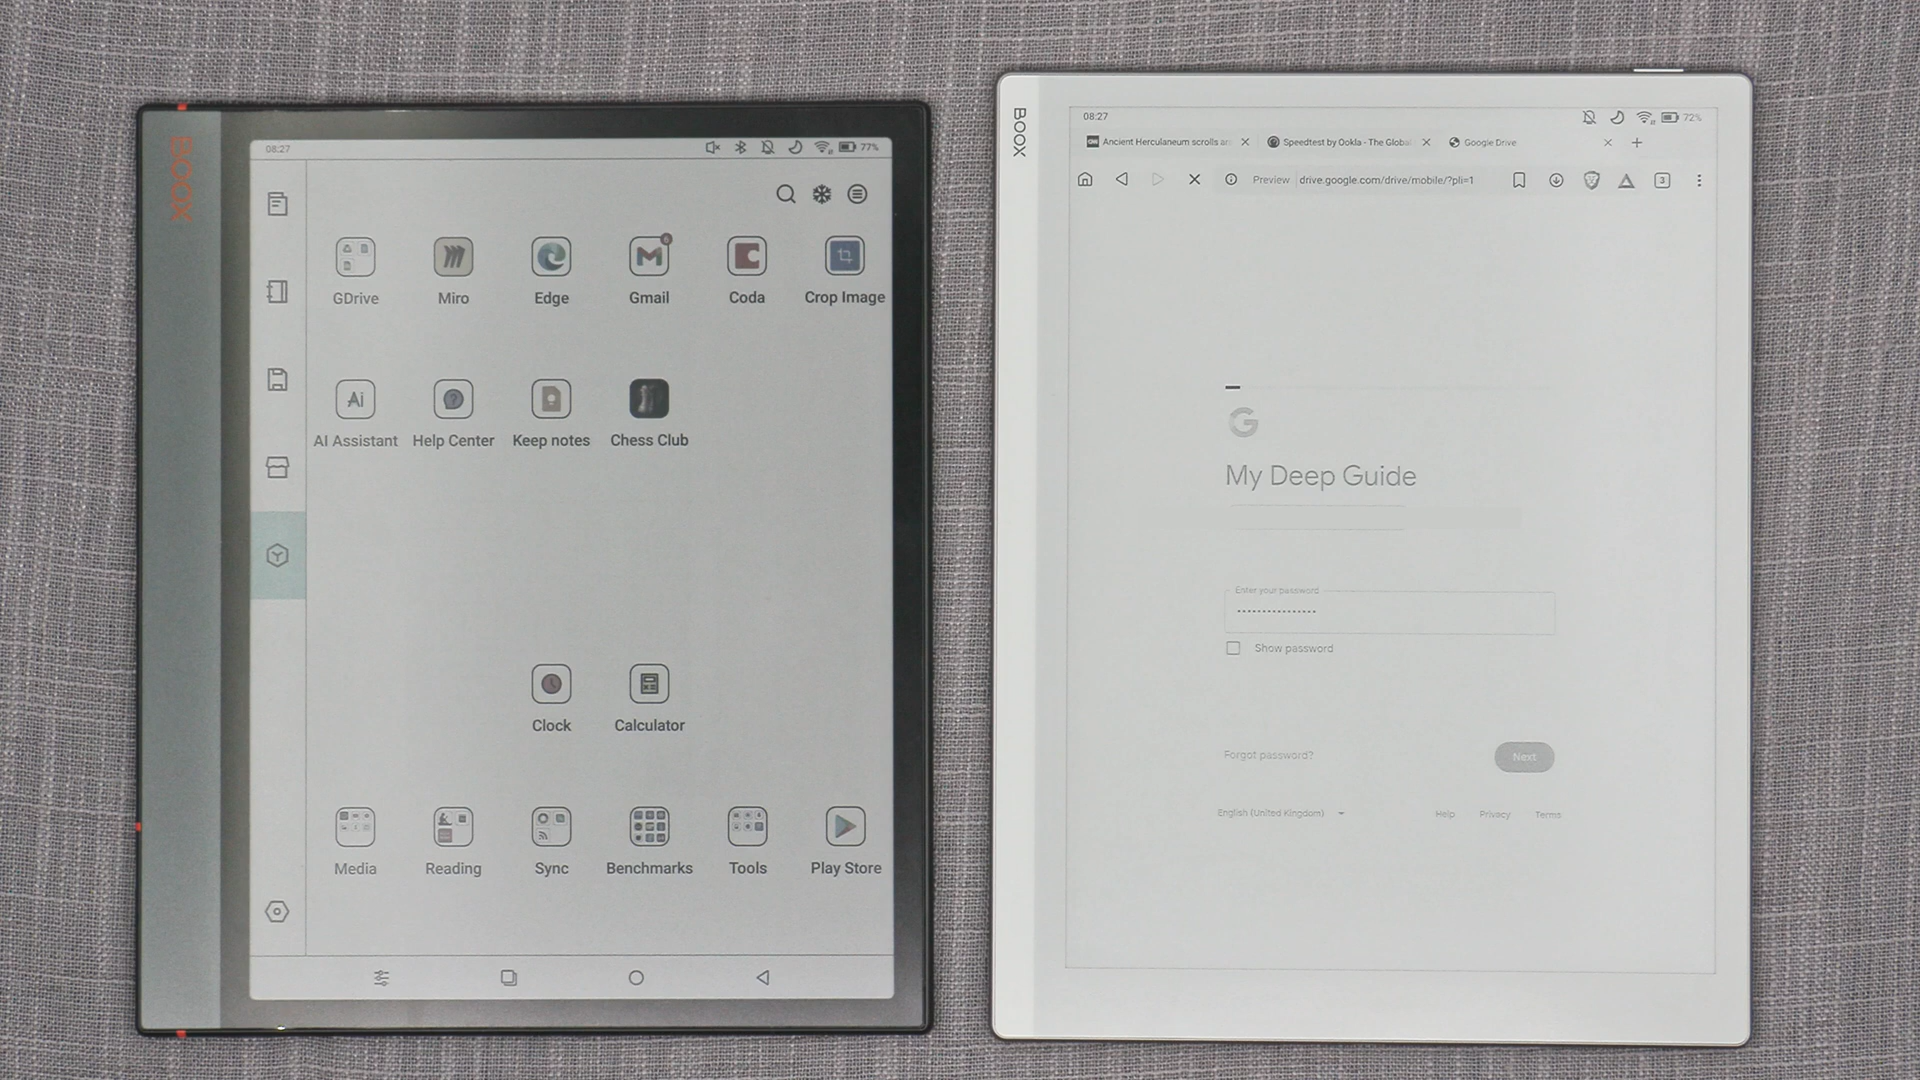 BOOX
08:27
77%
GDrive
Miro
Edge
Gmail
Coda
Crop Image
AI Assistant
Help Center
Keep notes
Chess Club
Clock
Calculator
Media
Reading
Sync
Benchmarks
Tools
Play Store
BOOX
08:27
72%
Ancient Herculaneum scrolls
Speedtest by Ookla - The Global
Google Drive
Preview drive.google.com/drive/mobile/?pli=1
3
G
My Deep Guide
Enter your password
Show password
Forgot password?
Next
English (United Kingdom)
Help
Privacy
Terms